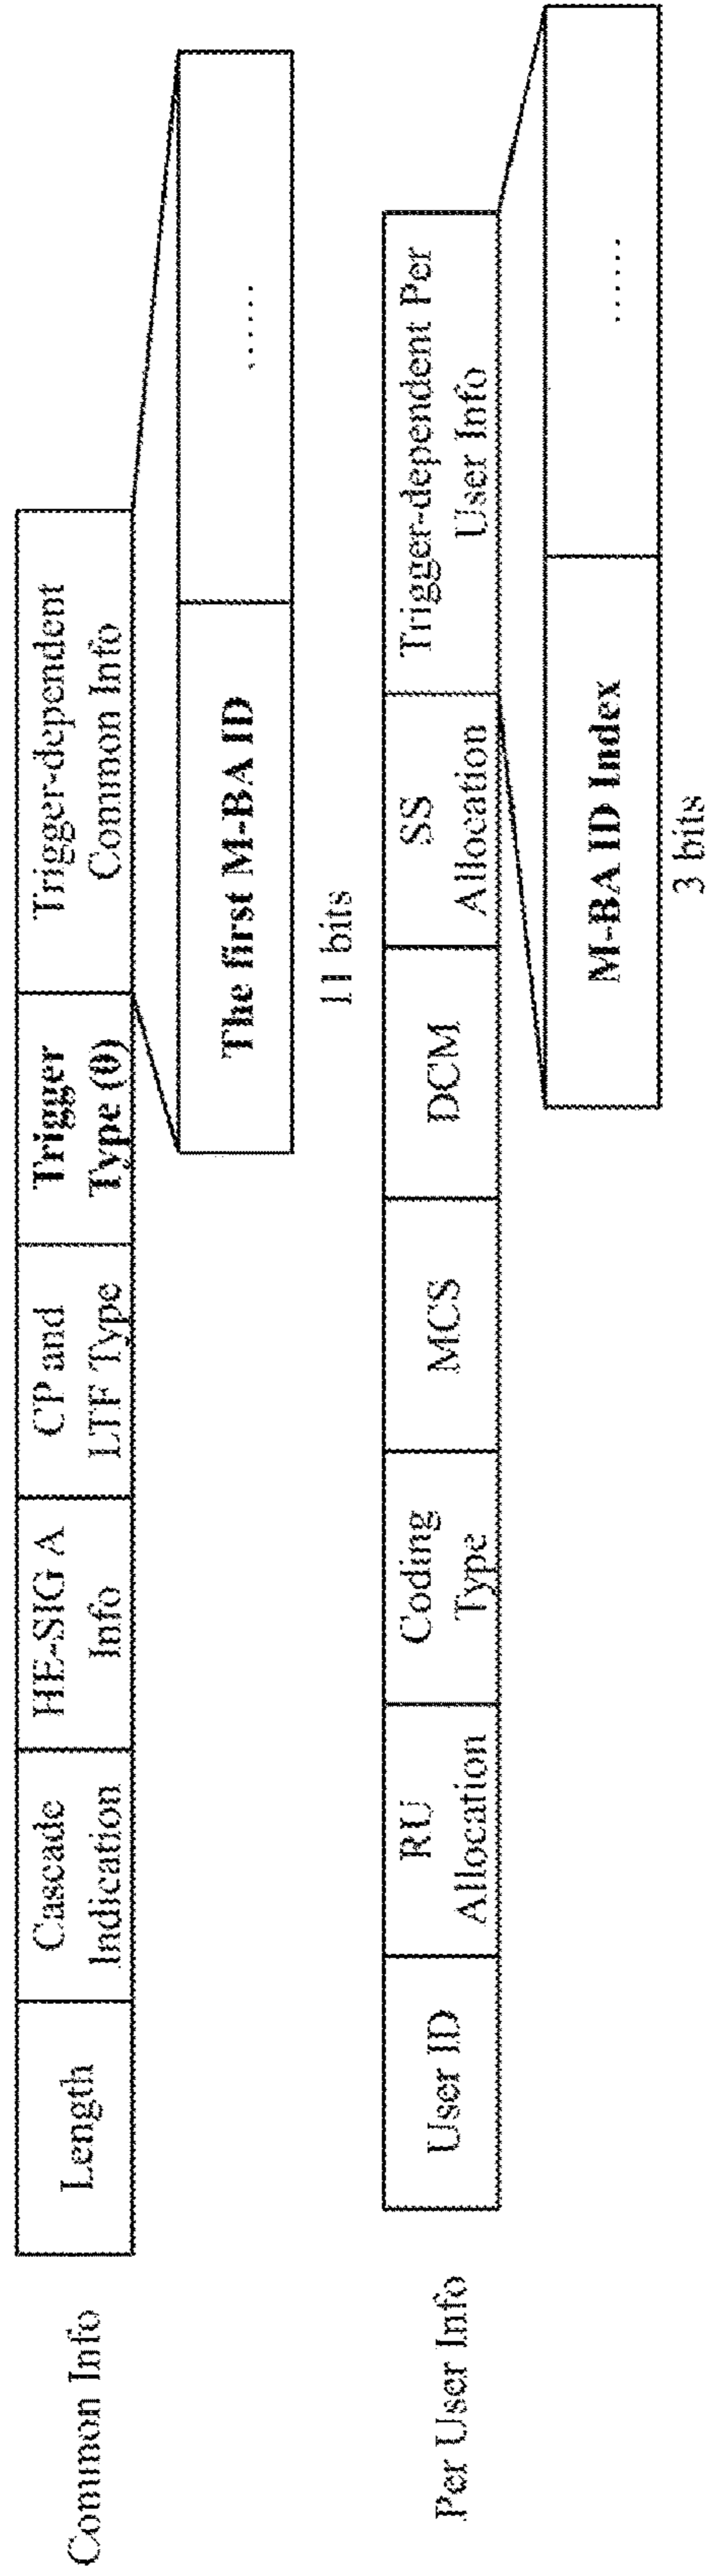 Common Info
Length
Cascade
Indication
HE-SIG A
Info
CP and
LTF Type
Trigger
Type (0)
Trigger-dependent
Common Info
The first M-BA ID
......
11 bits
Per User Info
User ID
RU
Allocation
Coding
Type
MCS
DCM
SS
Allocation
Trigger-dependent Per
User Info
M-BA ID Index
......
3 bits